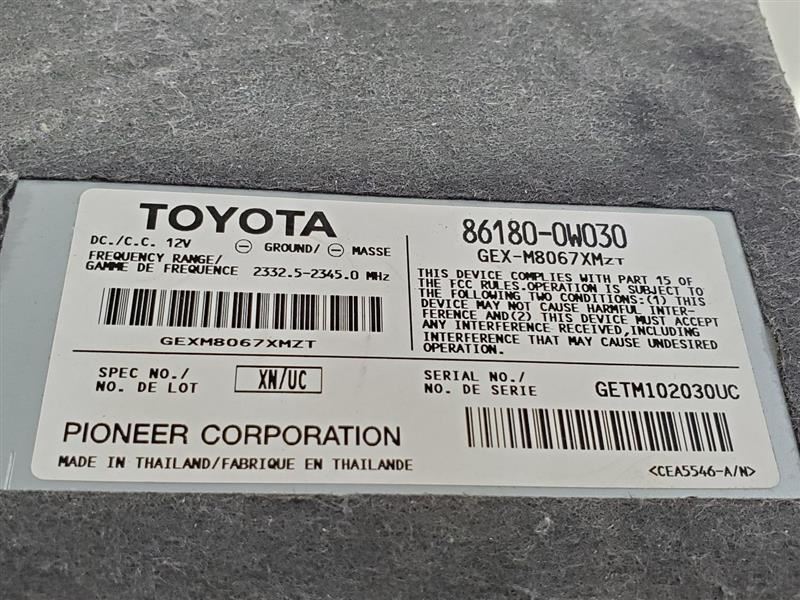 TOYOTA
DC./C.C. 12V ⊖ GROUND/ ⊖ MASSE
FREQUENCY RANGE/
GAMME DE FREQUENCE 2332.5-2345.0 MHz
GEXM8067XMZT
86180-0W030
GEX-M8067XMZT
THIS DEVICE COMPLIES WITH PART 15 OF
THE FCC RULES.OPERATION IS SUBJECT TO
THE FOLLOWING TWO CONDITIONS:(1) THIS
DEVICE MAY NOT CAUSE HARMFUL INTER-
FERENCE AND(2) THIS DEVICE MUST ACCEPT
ANY INTERFERENCE RECEIVED,INCLUDING
INTERFERENCE THAT MAY CAUSE UNDESIRED
OPERATION.
SPEC NO./
NO. DE LOT
XN/UC
SERIAL NO./
NO. DE SERIE
GETM102030UC
PIONEER CORPORATION
MADE IN THAILAND/FABRIQUE EN THAILANDE
<CEA5546-A/N>